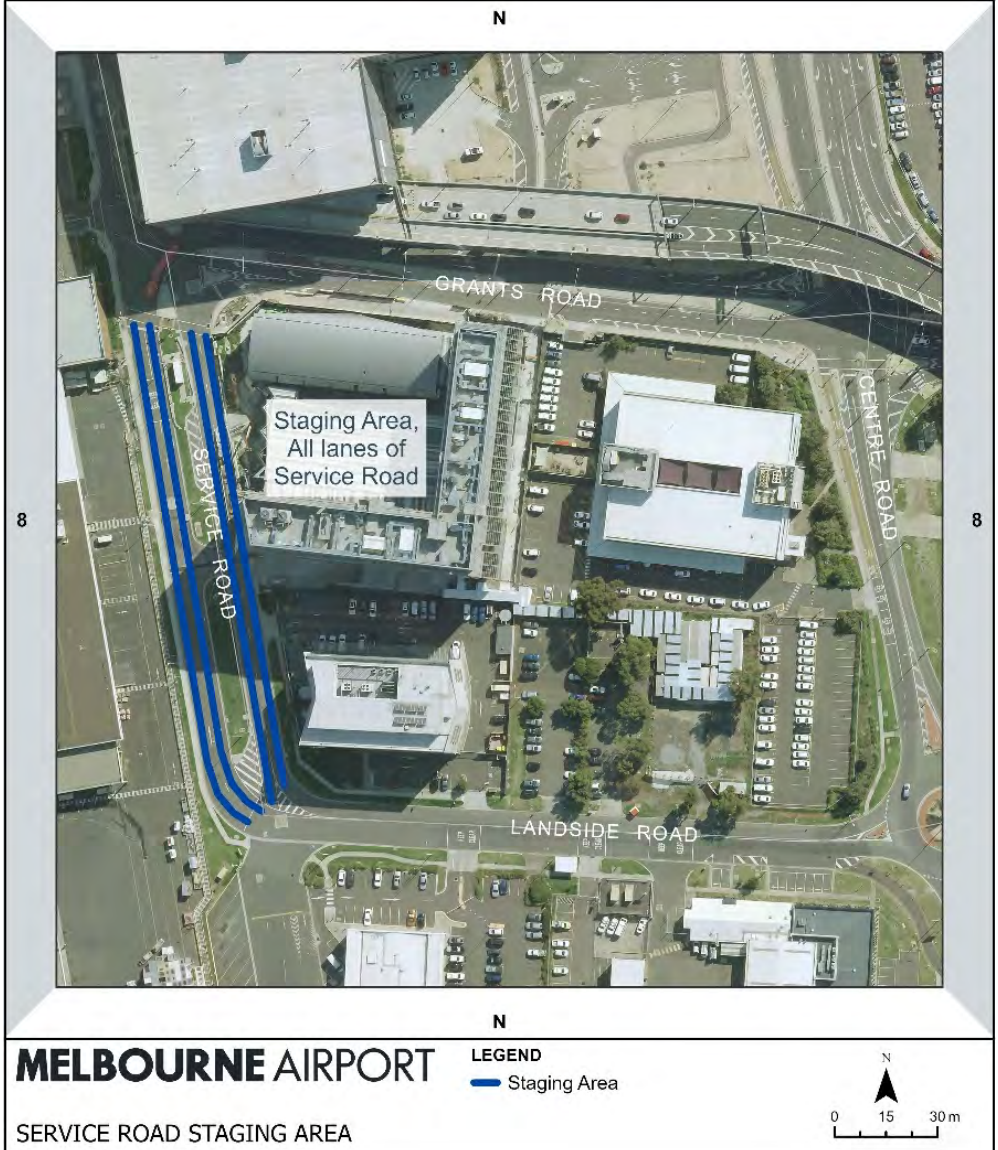 N
GRANTS ROAD
CENTRE ROAD
Staging Area,
All lanes of
Service Road
SERVICE ROAD
8
8
LANDSIDE ROAD
N
MELBOURNE AIRPORT
LEGEND
Staging Area
N
0 15 30 m
SERVICE ROAD STAGING AREA